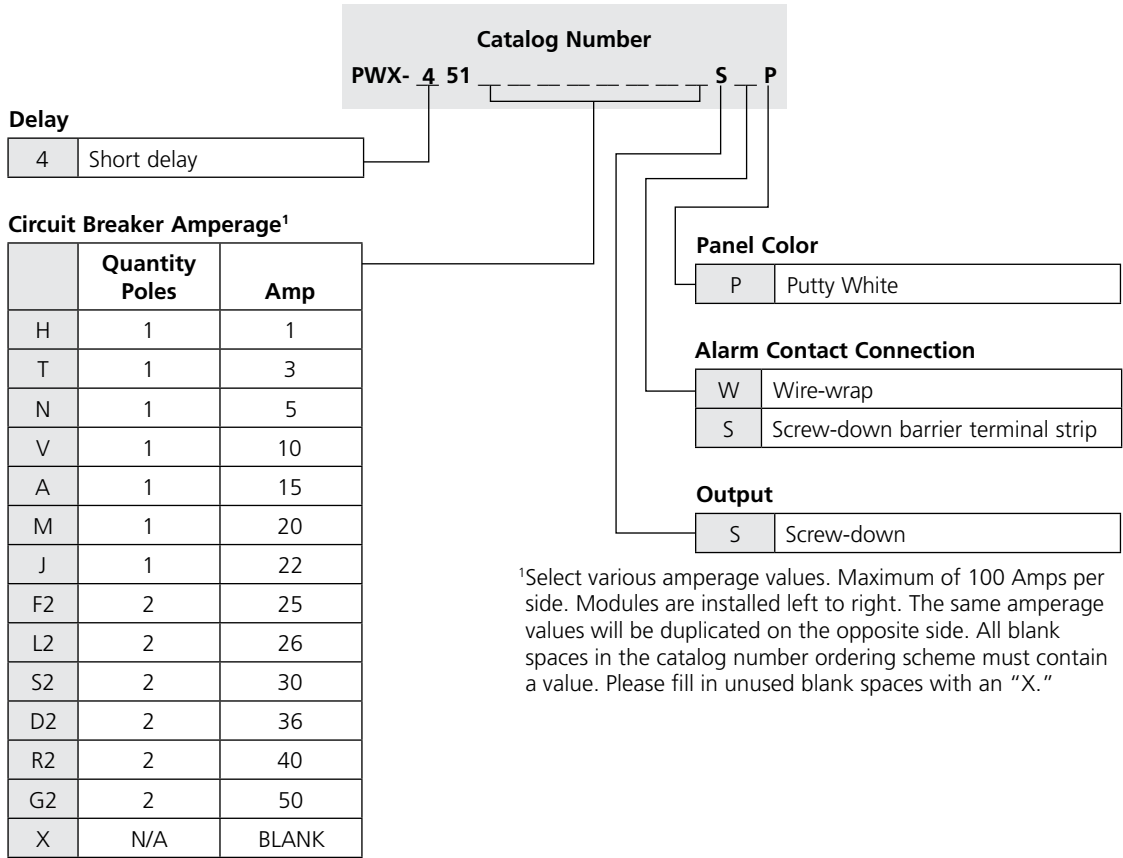 Catalog Number
PWX- _4_ 51 _ _ _ _ _ _ _ _ _ _ S _ P
Delay
4 Short delay
Circuit Breaker Amperage1
Quantity Poles Amp
H 1 1
T 1 3
N 1 5
V 1 10
A 1 15
M 1 20
J 1 22
F2 2 25
L2 2 26
S2 2 30
D2 2 36
R2 2 40
G2 2 50
X N/A BLANK
Panel Color
P Putty White
Alarm Contact Connection
W Wire-wrap
S Screw-down barrier terminal strip
Output
S Screw-down
1Select various amperage values. Maximum of 100 Amps per
side. Modules are installed left to right. The same amperage
values will be duplicated on the opposite side. All blank
spaces in the catalog number ordering scheme must contain
a value. Please fill in unused blank spaces with an “X.”